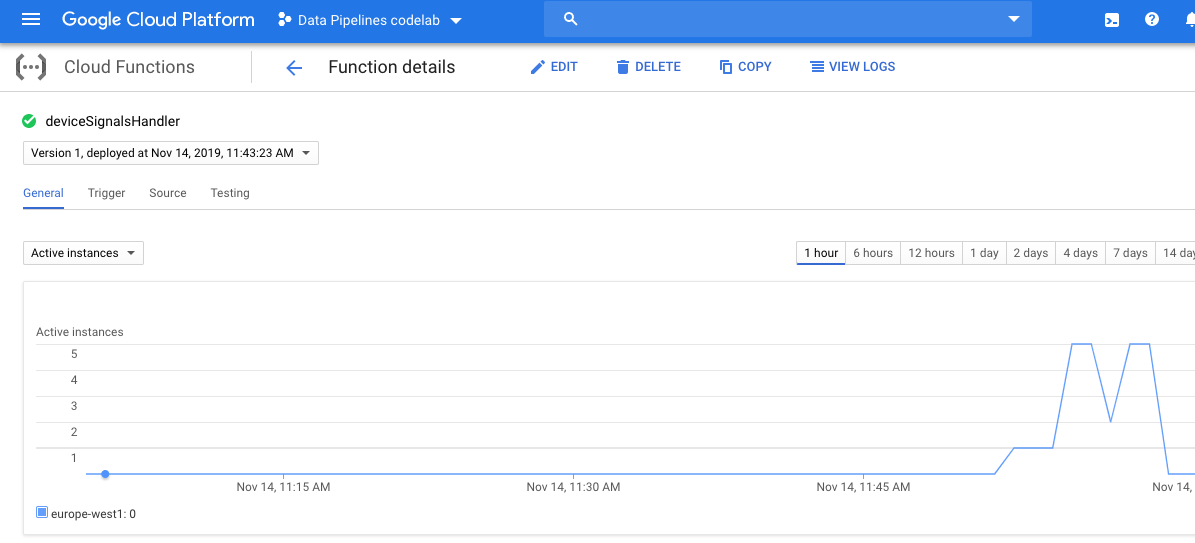 Google Cloud Platform Data Pipelines codelab
Cloud Functions Function details EDIT DELETE COPY VIEW LOGS
deviceSignalsHandler
Version 1, deployed at Nov 14, 2019, 11:43:23 AM
General Trigger Source Testing
Active instances 1 hour 6 hours 12 hours 1 day 2 days 4 days 7 days 14 day
Active instances
5
4
3
2
1
Nov 14, 11:15 AM Nov 14, 11:30 AM Nov 14, 11:45 AM Nov 14,
europe-west1: 0